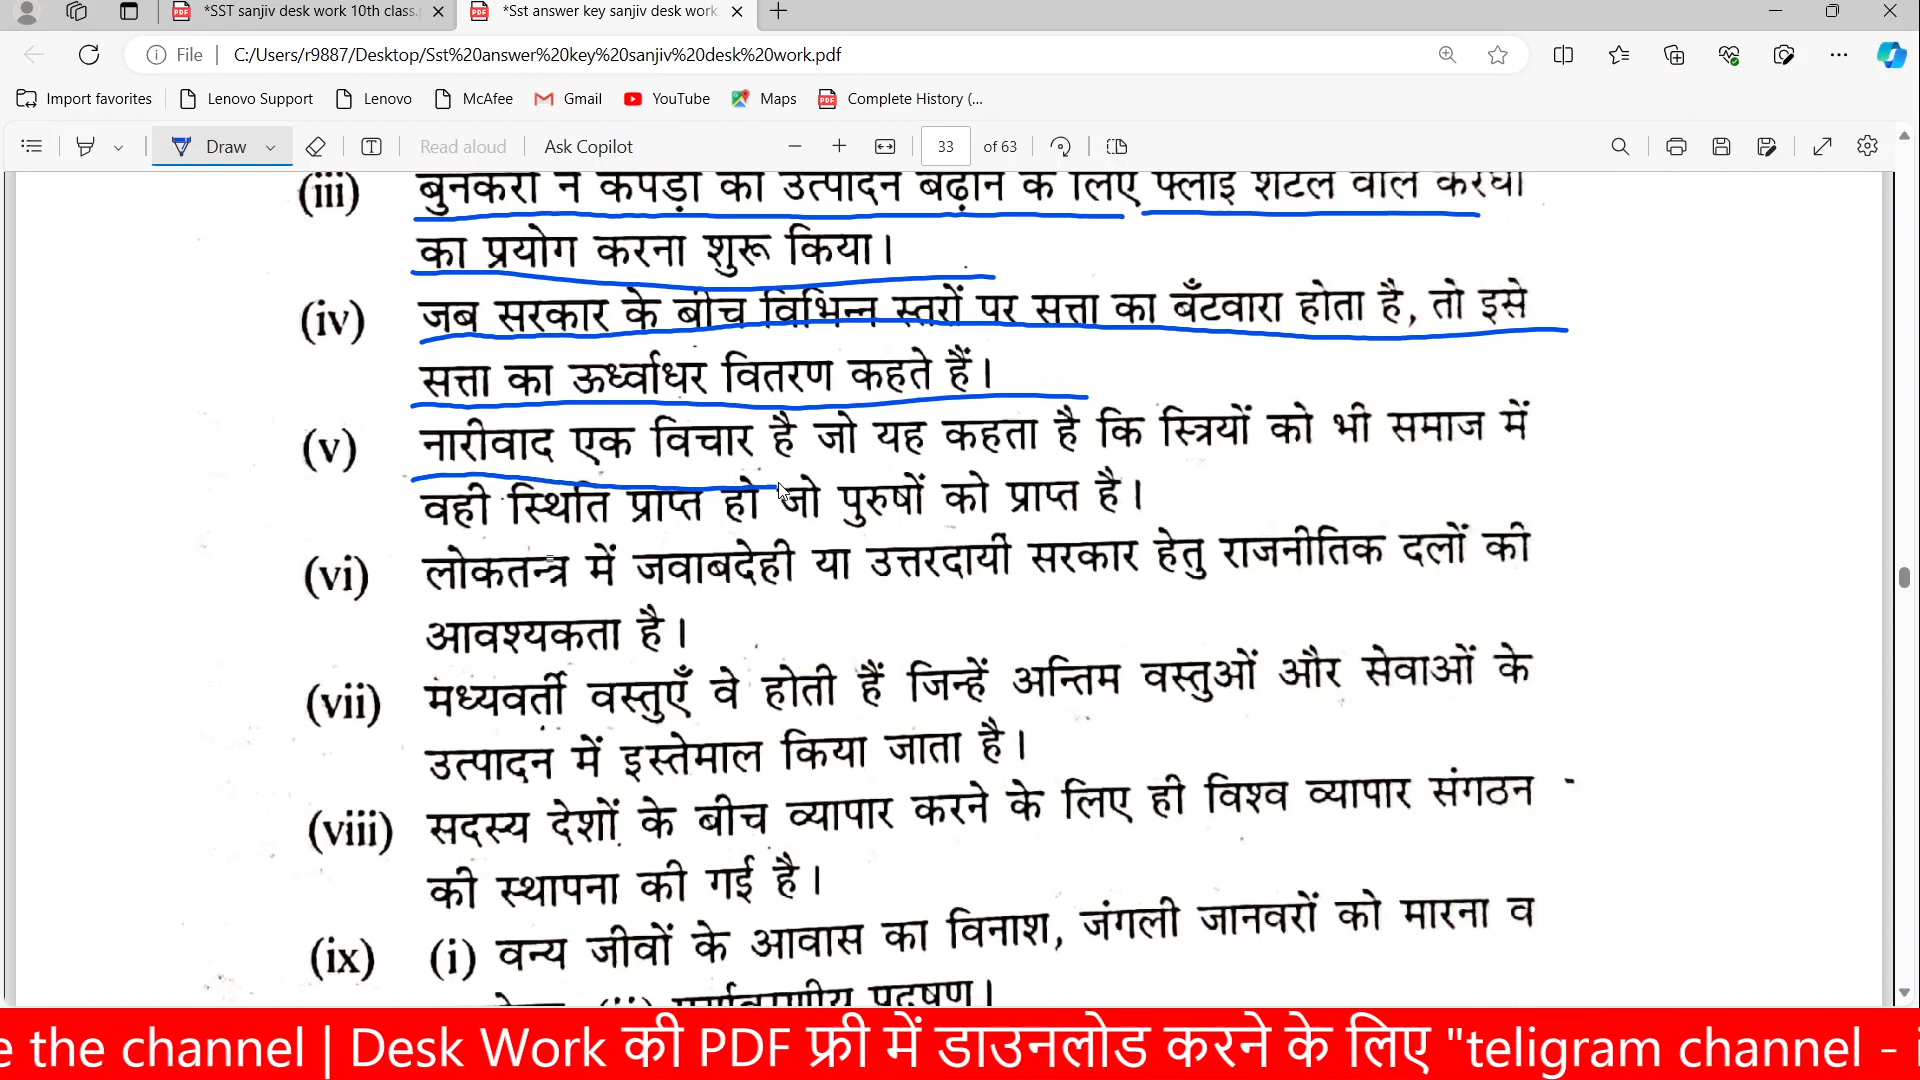 *SST sanjiv desk work 10th class.
*Sst answer key sanjiv desk work.
File
C:/Users/r9887/Desktop/Sst%20answer%20key%20sanjiv%20desk%20work.pdf
Import favorites
Lenovo Support
Lenovo
McAfee
Gmail
YouTube
Maps
Complete History (...
Draw
Read aloud
Ask Copilot
33 of 63
(iii) बुनकरों ने कपड़ा का उत्पादन बढ़ाने के लिए फ्लाई शटल वाले करघों
का प्रयोग करना शुरू किया।
(iv) जब सरकार के बीच विभिन्न स्तरों पर सत्ता का बँटवारा होता है, तो इसे
सत्ता का ऊर्ध्वाधर वितरण कहते हैं।
(v) नारीवाद एक विचार है जो यह कहता है कि स्त्रियों को भी समाज में
वही स्थिति प्राप्त हो जो पुरुषों को प्राप्त है।
(vi) लोकतन्त्र में जवाबदेही या उत्तरदायी सरकार हेतु राजनीतिक दलों की
आवश्यकता है।
(vii) मध्यवर्ती वस्तुएँ वे होती हैं जिन्हें अन्तिम वस्तुओं और सेवाओं के
उत्पादन में इस्तेमाल किया जाता है।
(viii) सदस्य देशों के बीच व्यापार करने के लिए ही विश्व व्यापार संगठन
की स्थापना की गई है।
(ix) (i) वन्य जीवों के आवास का विनाश, जंगली जानवरों को मारना व
e the channel | Desk Work की PDF फ्री में डाउनलोड करने के लिए "teligram channel -